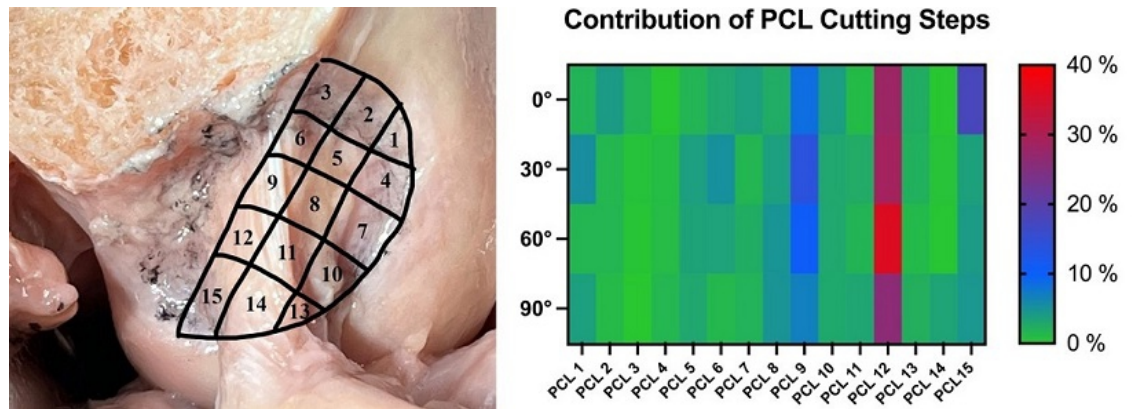 Contribution of PCL Cutting Steps
3
2
1
6
5
4
9
8
7
12
11
10
15
14
13
0°
30°
60°
90°
PCL 1
PCL 2
PCL 3
PCL 4
PCL 5
PCL 6
PCL 7
PCL 8
PCL 9
PCL 10
PCL 11
PCL 12
PCL 13
PCL 14
PCL 15
40 %
30 %
20 %
10 %
0 %